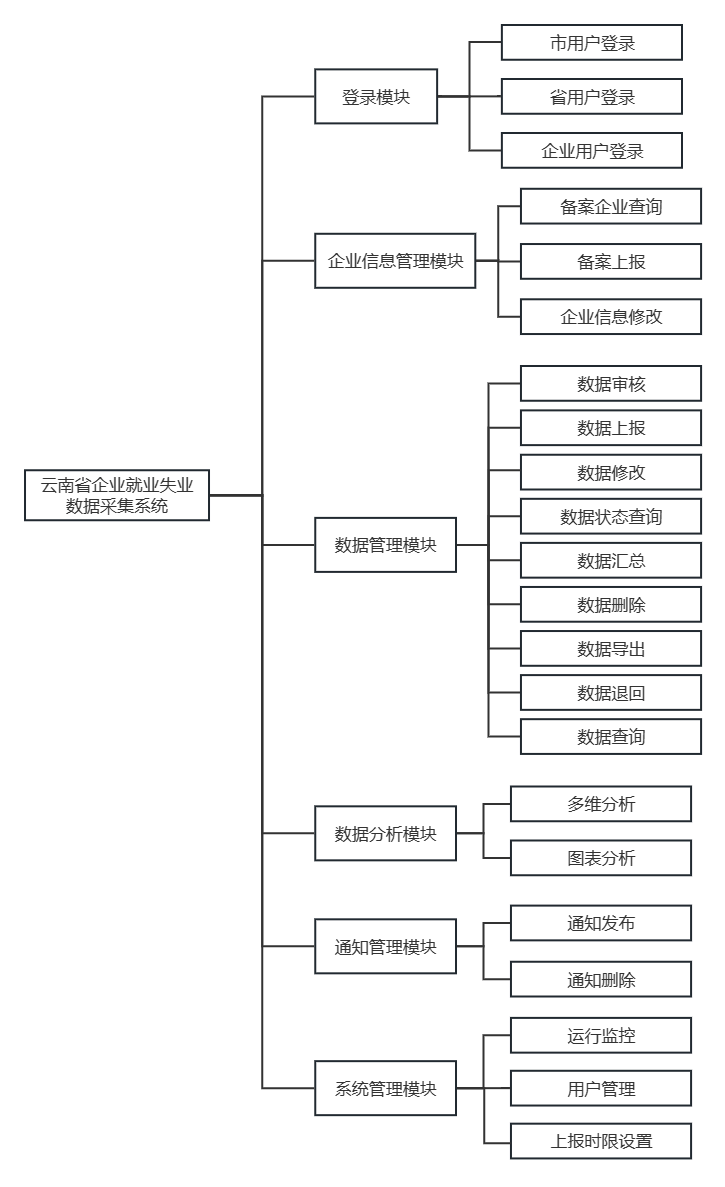 云南省企业就业失业
数据采集系统
登录模块
市用户登录
省用户登录
企业用户登录
企业信息管理模块
备案企业查询
备案上报
企业信息修改
数据管理模块
数据审核
数据上报
数据修改
数据状态查询
数据汇总
数据删除
数据导出
数据退回
数据查询
数据分析模块
多维分析
图表分析
通知管理模块
通知发布
通知删除
系统管理模块
运行监控
用户管理
上报时限设置